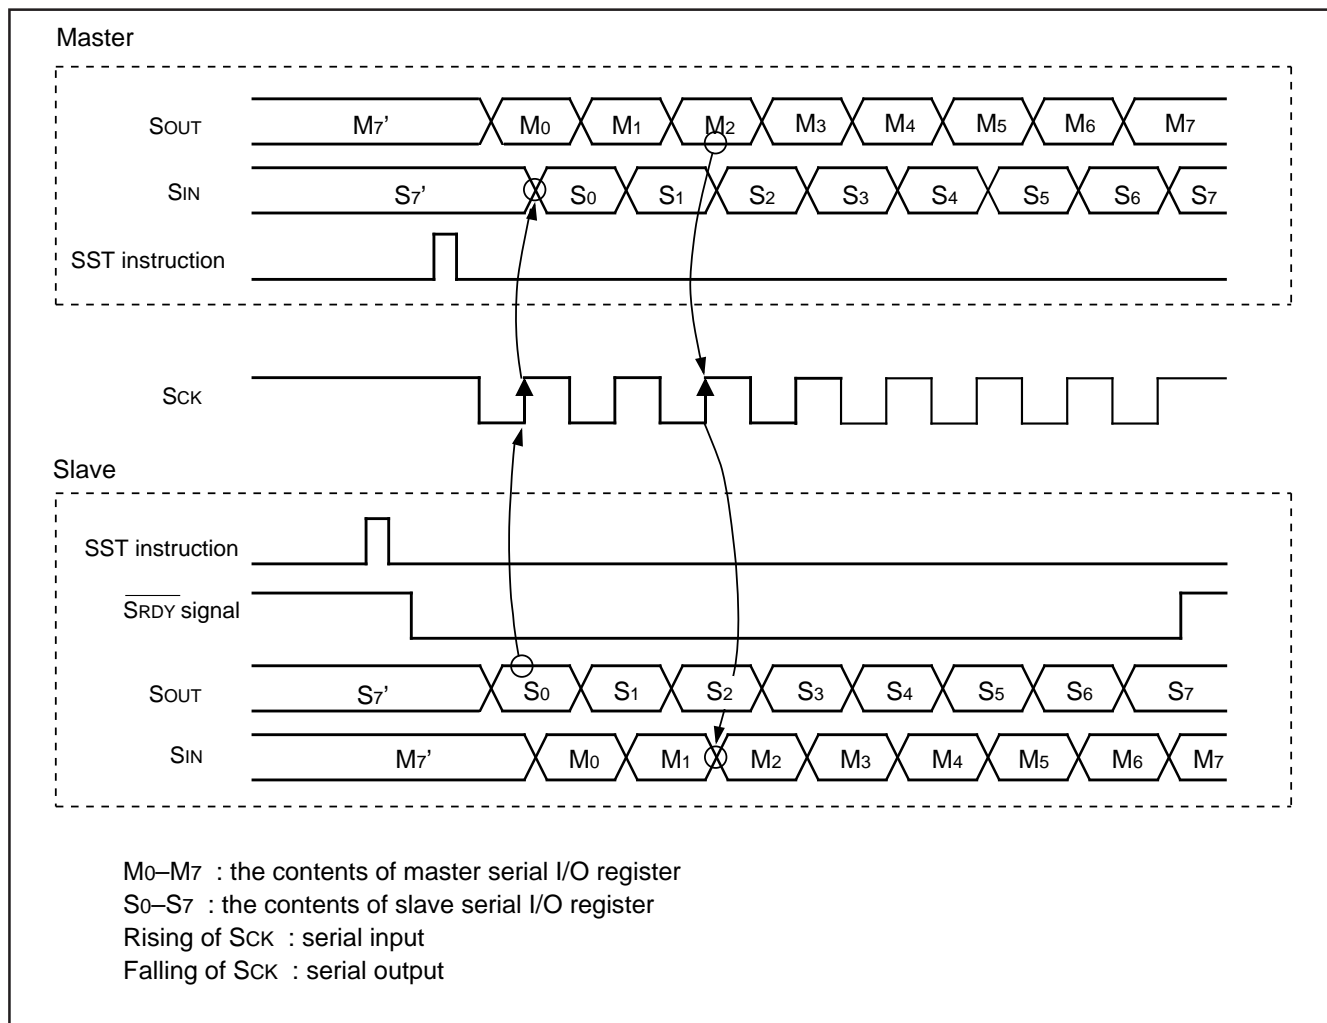 Master
SOUT M7’ M0 M1 M2 M3 M4 M5 M6 M7
SIN S7’ S0 S1 S2 S3 S4 S5 S6 S7
SST instruction
SCK
Slave
SST instruction
SRDY signal
SOUT S7’ S0 S1 S2 S3 S4 S5 S6 S7
SIN M7’ M0 M1 M2 M3 M4 M5 M6 M7
M0–M7 : the contents of master serial I/O register
S0–S7 : the contents of slave serial I/O register
Rising of SCK : serial input
Falling of SCK : serial output